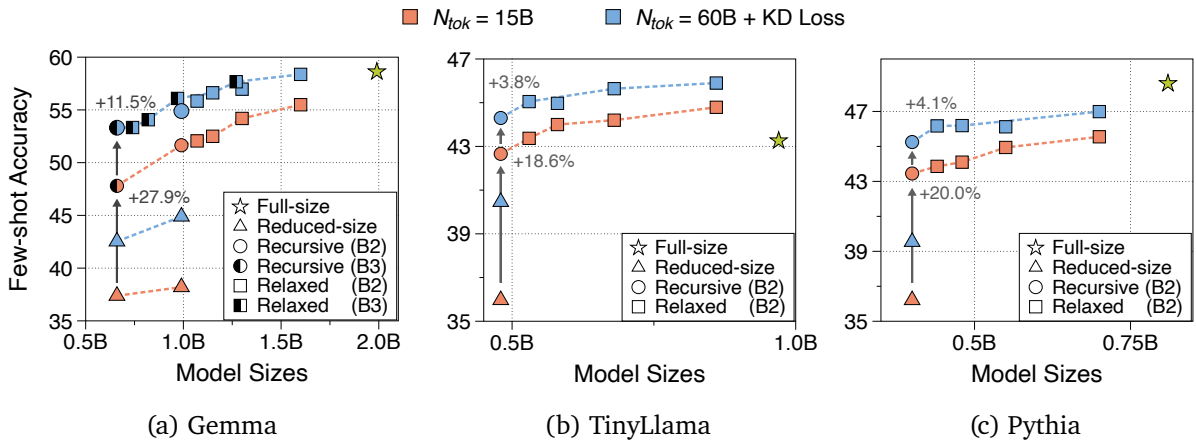 N_tok = 15B N_tok = 60B + KD Loss
Few-shot Accuracy
60
55
50
45
40
35
+11.5%
+27.9%
Full-size
Reduced-size
Recursive (B2)
Recursive (B3)
Relaxed (B2)
Relaxed (B3)
0.5B 1.0B 1.5B 2.0B
Model Sizes
(a) Gemma
47
43
39
35
+3.8%
+18.6%
Full-size
Reduced-size
Recursive (B2)
Relaxed (B2)
0.5B 1.0B
Model Sizes
(b) TinyLlama
47
43
39
35
+4.1%
+20.0%
Full-size
Reduced-size
Recursive (B2)
Relaxed (B2)
0.5B 0.75B
Model Sizes
(c) Pythia